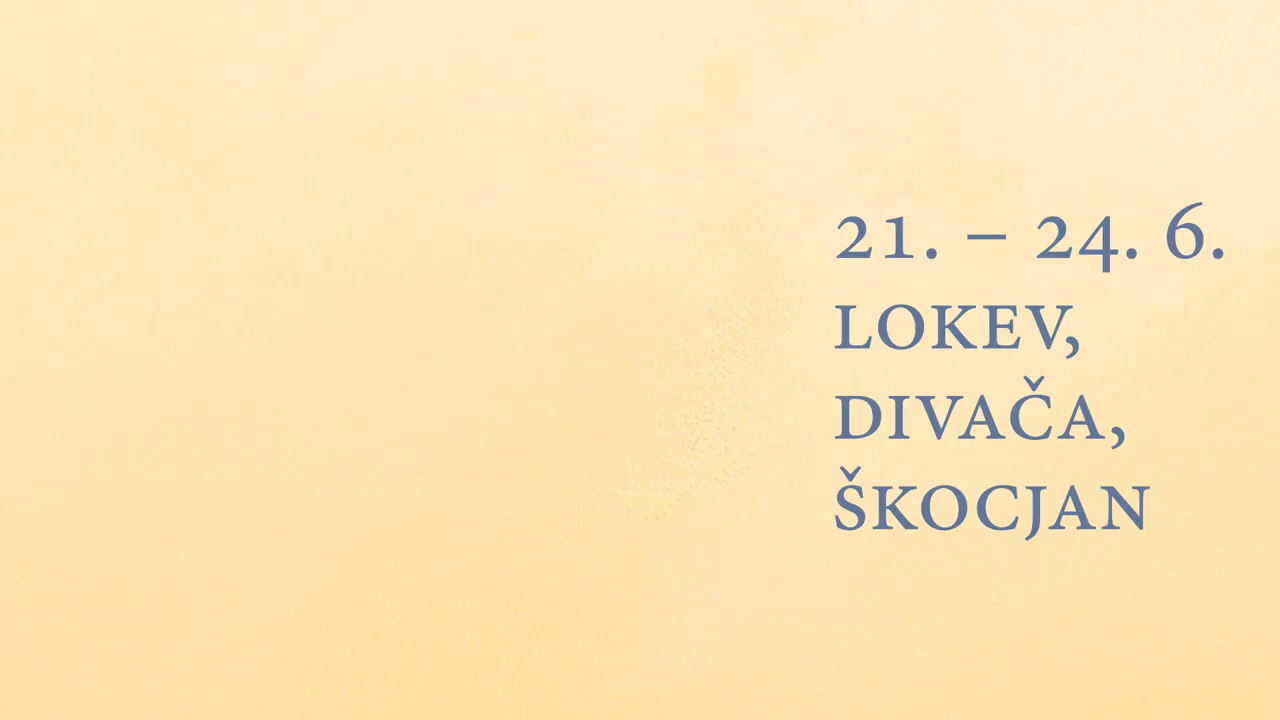 21. – 24. 6.
LOKEV,
DIVAČA,
ŠKOCJAN